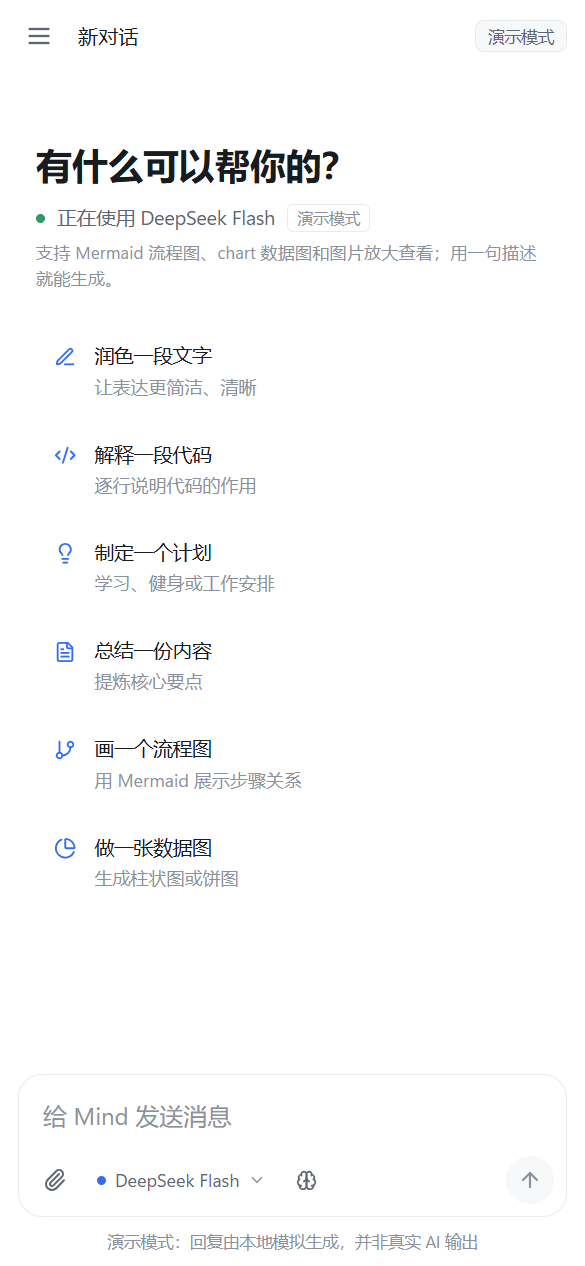 新对话
演示模式
有什么可以帮你的？
正在使用 DeepSeek Flash 演示模式
支持 Mermaid 流程图、chart 数据图和图片放大查看；用一句描述
就能生成。
润色一段文字
让表达更简洁、清晰
解释一段代码
逐行说明代码的作用
制定一个计划
学习、健身或工作安排
总结一份内容
提炼核心要点
画一个流程图
用 Mermaid 展示步骤关系
做一张数据图
生成柱状图或饼图
给 Mind 发送消息
DeepSeek Flash
演示模式：回复由本地模拟生成，并非真实 AI 输出